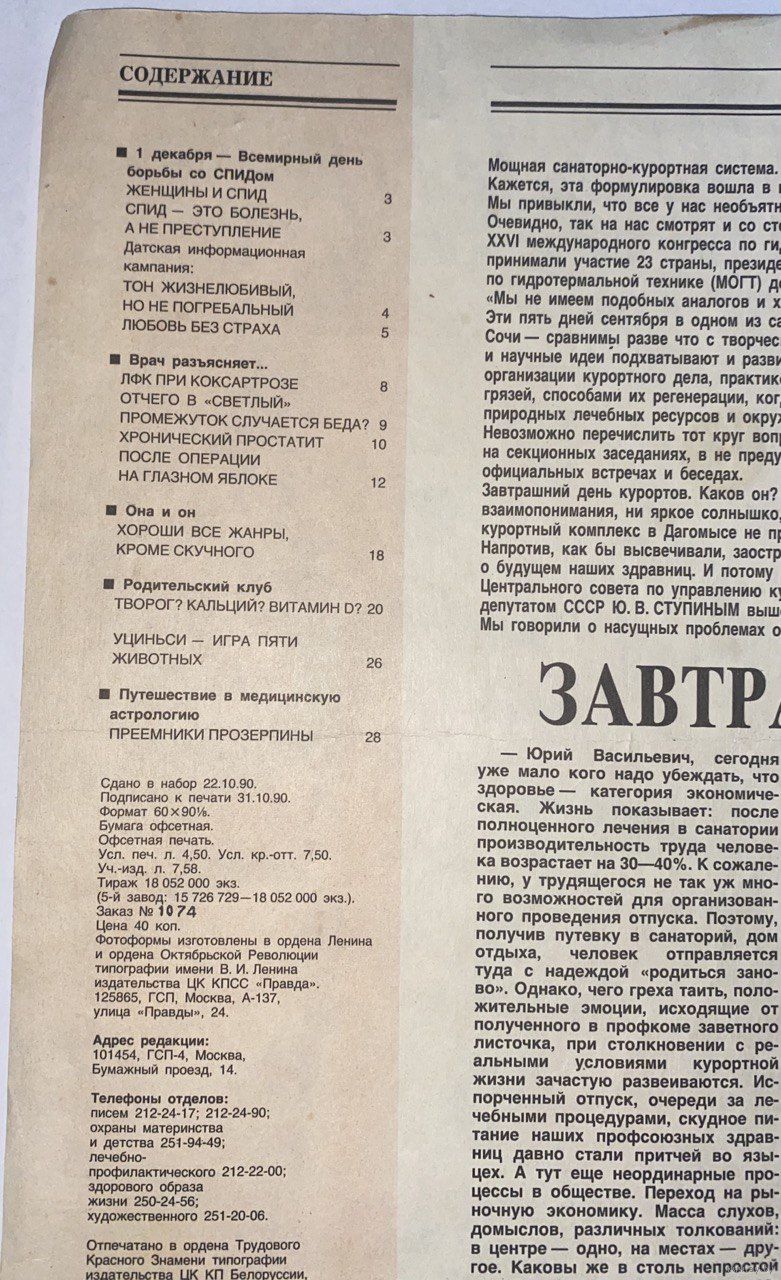 СОДЕРЖАНИЕ
■ 1 декабря — Всемирный день
борьбы со СПИДом
ЖЕНЩИНЫ И СПИД 3
СПИД — ЭТО БОЛЕЗНЬ,
А НЕ ПРЕСТУПЛЕНИЕ 3
Датская информационная
кампания:
ТОН ЖИЗНЕЛЮБИВЫЙ,
НО НЕ ПОГРЕБАЛЬНЫЙ 4
ЛЮБОВЬ БЕЗ СТРАХА 5
■ Врач разъясняет...
ЛФК ПРИ КОКСАРТРОЗЕ 8
ОТЧЕГО В «СВЕТЛЫЙ»
ПРОМЕЖУТОК СЛУЧАЕТСЯ БЕДА? 9
ХРОНИЧЕСКИЙ ПРОСТАТИТ 10
ПОСЛЕ ОПЕРАЦИИ
НА ГЛАЗНОМ ЯБЛОКЕ 12
■ Она и он
ХОРОШИ ВСЕ ЖАНРЫ,
КРОМЕ СКУЧНОГО 18
■ Родительский клуб
ТВОРОГ? КАЛЬЦИЙ? ВИТАМИН D? 20
УЦИНЬСИ — ИГРА ПЯТИ
ЖИВОТНЫХ 26
■ Путешествие в медицинскую
астрологию
ПРЕЕМНИКИ ПРОЗЕРПИНЫ 28
Сдано в набор 22.10.90.
Подписано к печати 31.10.90.
Формат 60×90⅛.
Бумага офсетная.
Офсетная печать.
Усл. печ. л. 4,50. Усл. кр.-отт. 7,50.
Уч.-изд. л. 7,58.
Тираж 18 052 000 экз.
(5-й завод: 15 726 729—18 052 000 экз.).
Заказ № 1074
Цена 40 коп.
Фотоформы изготовлены в ордена Ленина
и ордена Октябрьской Революции
типографии имени В. И. Ленина
издательства ЦК КПСС «Правда».
125865, ГСП, Москва, А-137,
улица «Правды», 24.
Адрес редакции:
101454, ГСП-4, Москва,
Бумажный проезд, 14.
Телефоны отделов:
писем 212-24-17; 212-24-90;
охраны материнства
и детства 251-94-49;
лечебно-
профилактического 212-22-00;
здорового образа
жизни 250-24-56;
художественного 251-20-06.
Отпечатано в ордена Трудового
Красного Знамени типографии
издательства ЦК КП Белоруссии,
Мощная санаторно-курортная система.
Кажется, эта формулировка вошла в
Мы привыкли, что все у нас необъятн
Очевидно, так на нас смотрят и со сто
XXVI международного конгресса по гид
принимали участие 23 страны, президе
по гидротермальной технике (МОГТ) до
«Мы не имеем подобных аналогов и х
Эти пять дней сентября в одном из са
Сочи — сравнимы разве что с творчес
и научные идеи подхватывают и разви
организации курортного дела, практик
грязей, способами их регенерации, ког
природных лечебных ресурсов и окруж
Невозможно перечислить тот круг вопр
на секционных заседаниях, в не преду
официальных встречах и беседах.
Завтрашний день курортов. Каков он?
взаимопонимания, ни яркое солнышко,
курортный комплекс в Дагомысе не пр
Напротив, как бы высвечивали, заостр
о будущем наших здравниц. И потому
Центрального совета по управлению ку
депутатом СССР Ю. В. СТУПИНЫМ выше
Мы говорили о насущных проблемах о
ЗАВТРА
— Юрий Васильевич, сегодня
уже мало кого надо убеждать, что
здоровье — категория экономиче-
ская. Жизнь показывает: после
полноценного лечения в санатории
производительность труда челове-
ка возрастает на 30—40%. К сожале-
нию, у трудящегося не так уж мно-
го возможностей для организован-
ного проведения отпуска. Поэтому,
получив путевку в санаторий, дом
отдыха, человек отправляется
туда с надеждой «родиться зано-
во». Однако, чего греха таить, поло-
жительные эмоции, исходящие от
полученного в профкоме заветного
листочка, при столкновении с ре-
альными условиями курортной
жизни зачастую развеиваются. Ис-
порченный отпуск, очереди за ле-
чебными процедурами, скудное пи-
тание наших профсоюзных здрав-
ниц давно стали притчей во язы-
цех. А тут еще неординарные про-
цессы в обществе. Переход на ры-
ночную экономику. Масса слухов,
домыслов, различных толкований:
в центре — одно, на местах — дру-
гое. Каковы же в столь непростой